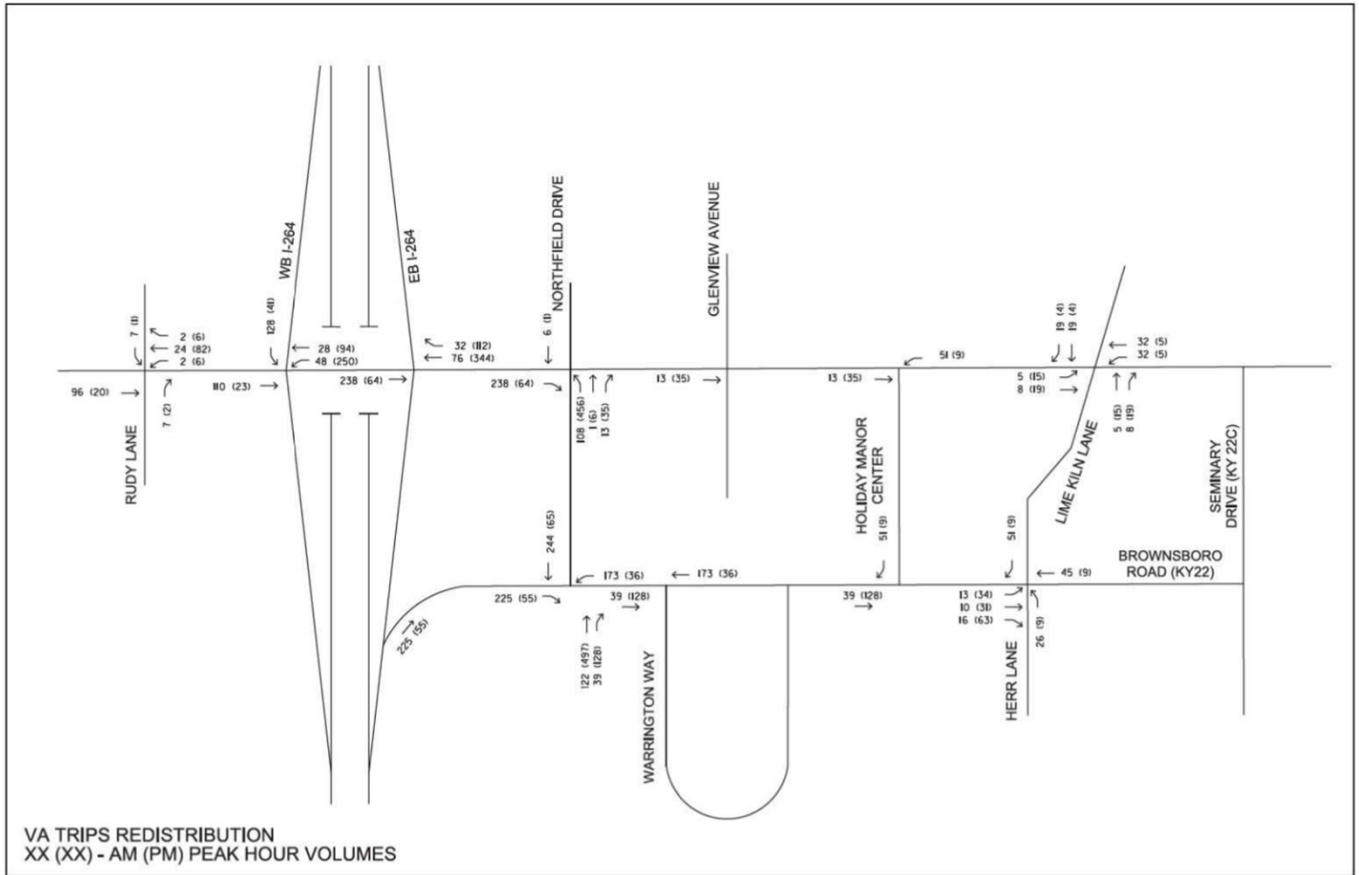 WB I-264
EB I-264
NORTHFIELD DRIVE
GLENVIEW AVENUE
7 (1)
2 (6)
24 (82)
2 (6)
96 (20)
7 (2)
RUDY LANE
110 (23)
128 (41)
28 (94)
48 (250)
238 (64)
32 (112)
76 (344)
238 (64)
6 (1)
108 (456)
1 (6)
13 (35)
13 (35)
13 (35)
51 (9)
19 (4)
19 (4)
32 (5)
32 (5)
5 (15)
8 (19)
5 (15)
8 (19)
LIME KILN LANE
HOLIDAY MANOR
CENTER
SEMINARY
DRIVE (KY 22C)
244 (65)
51 (9)
51 (9)
BROWNSBORO
ROAD (KY22)
225 (55)
225 (55)
173 (36)
173 (36)
39 (128)
122 (497)
39 (128)
39 (128)
45 (9)
13 (34)
10 (31)
16 (63)
26 (9)
WARRINGTON WAY
HERR LANE
VA TRIPS REDISTRIBUTION
XX (XX) - AM (PM) PEAK HOUR VOLUMES